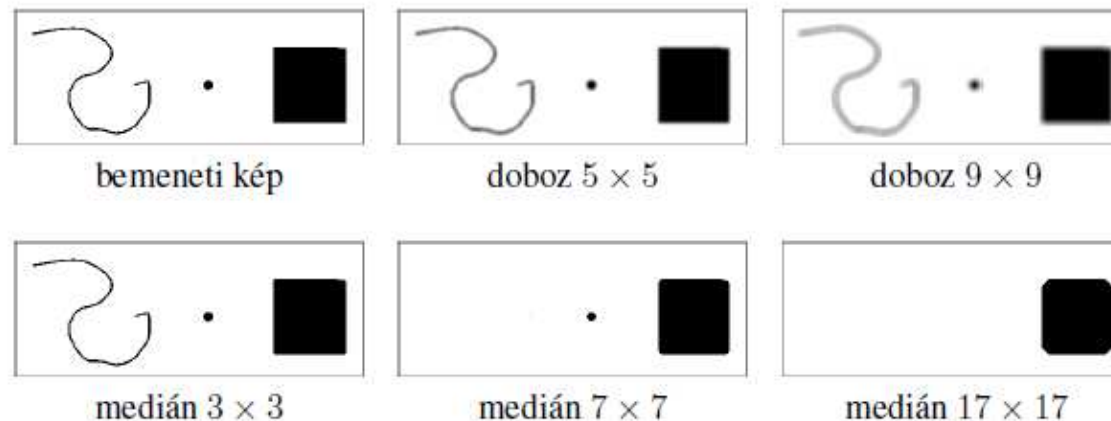 bemeneti kép
doboz 5 × 5
doboz 9 × 9
medián 3 × 3
medián 7 × 7
medián 17 × 17